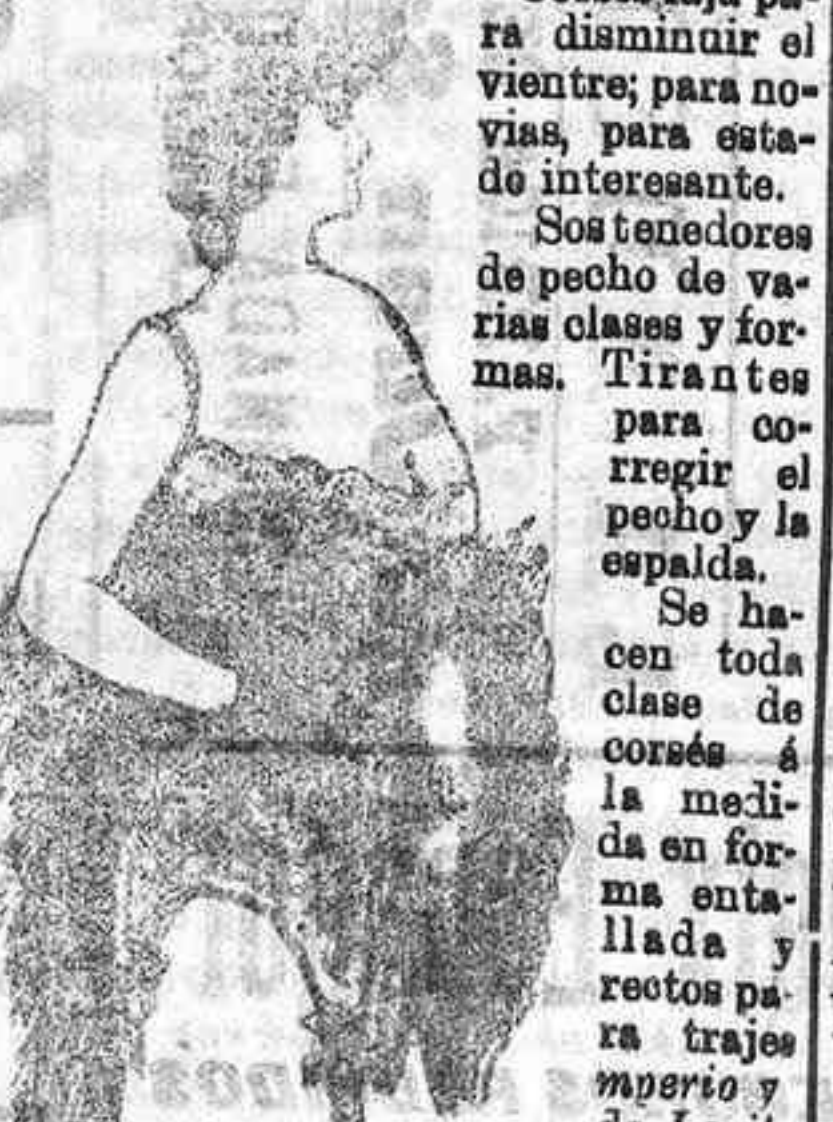 ra disminuir el
vientre; para no-
vias, para esta-
do interesante.
Sostenedores
de pecho de va-
rias clases y for-
mas. Tirantes
para co-
rregir el
pecho y la
espalda.
Se ha-
cen toda
clase de
corsés á
la medi-
da en for-
ma enta-
llada y
rectos pa-
ra trajes
mperio y